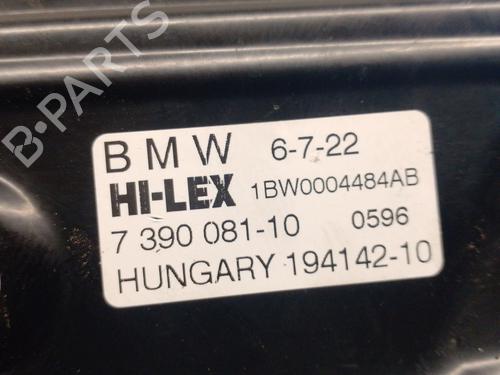 B-PARTS
BMW 6-7-22
HI-LEX 1BW0004484AB
7 390 081-10 0596
HUNGARY 194142-10